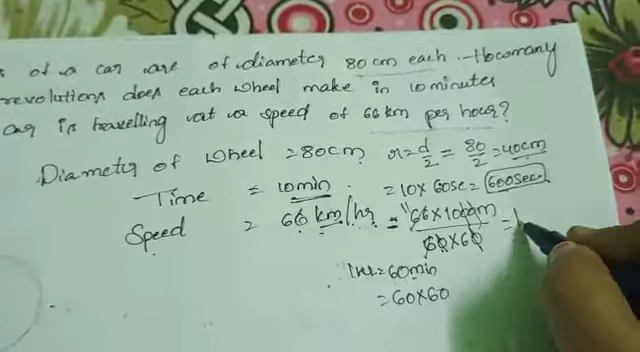 s of a car are of diameter 80 cm each. How many
revolutions does each wheel make in 10 minutes
car is travelling at a speed of 66 km per hour?
Diameter of wheel = 80cm r = d/2 = 80/2 = 40cm
Time = 10min = 10 × 60sec = 600sec
Speed = 66 km/hr = 66 × 1000m / 60 × 60 =
1hr = 60min
= 60 × 60